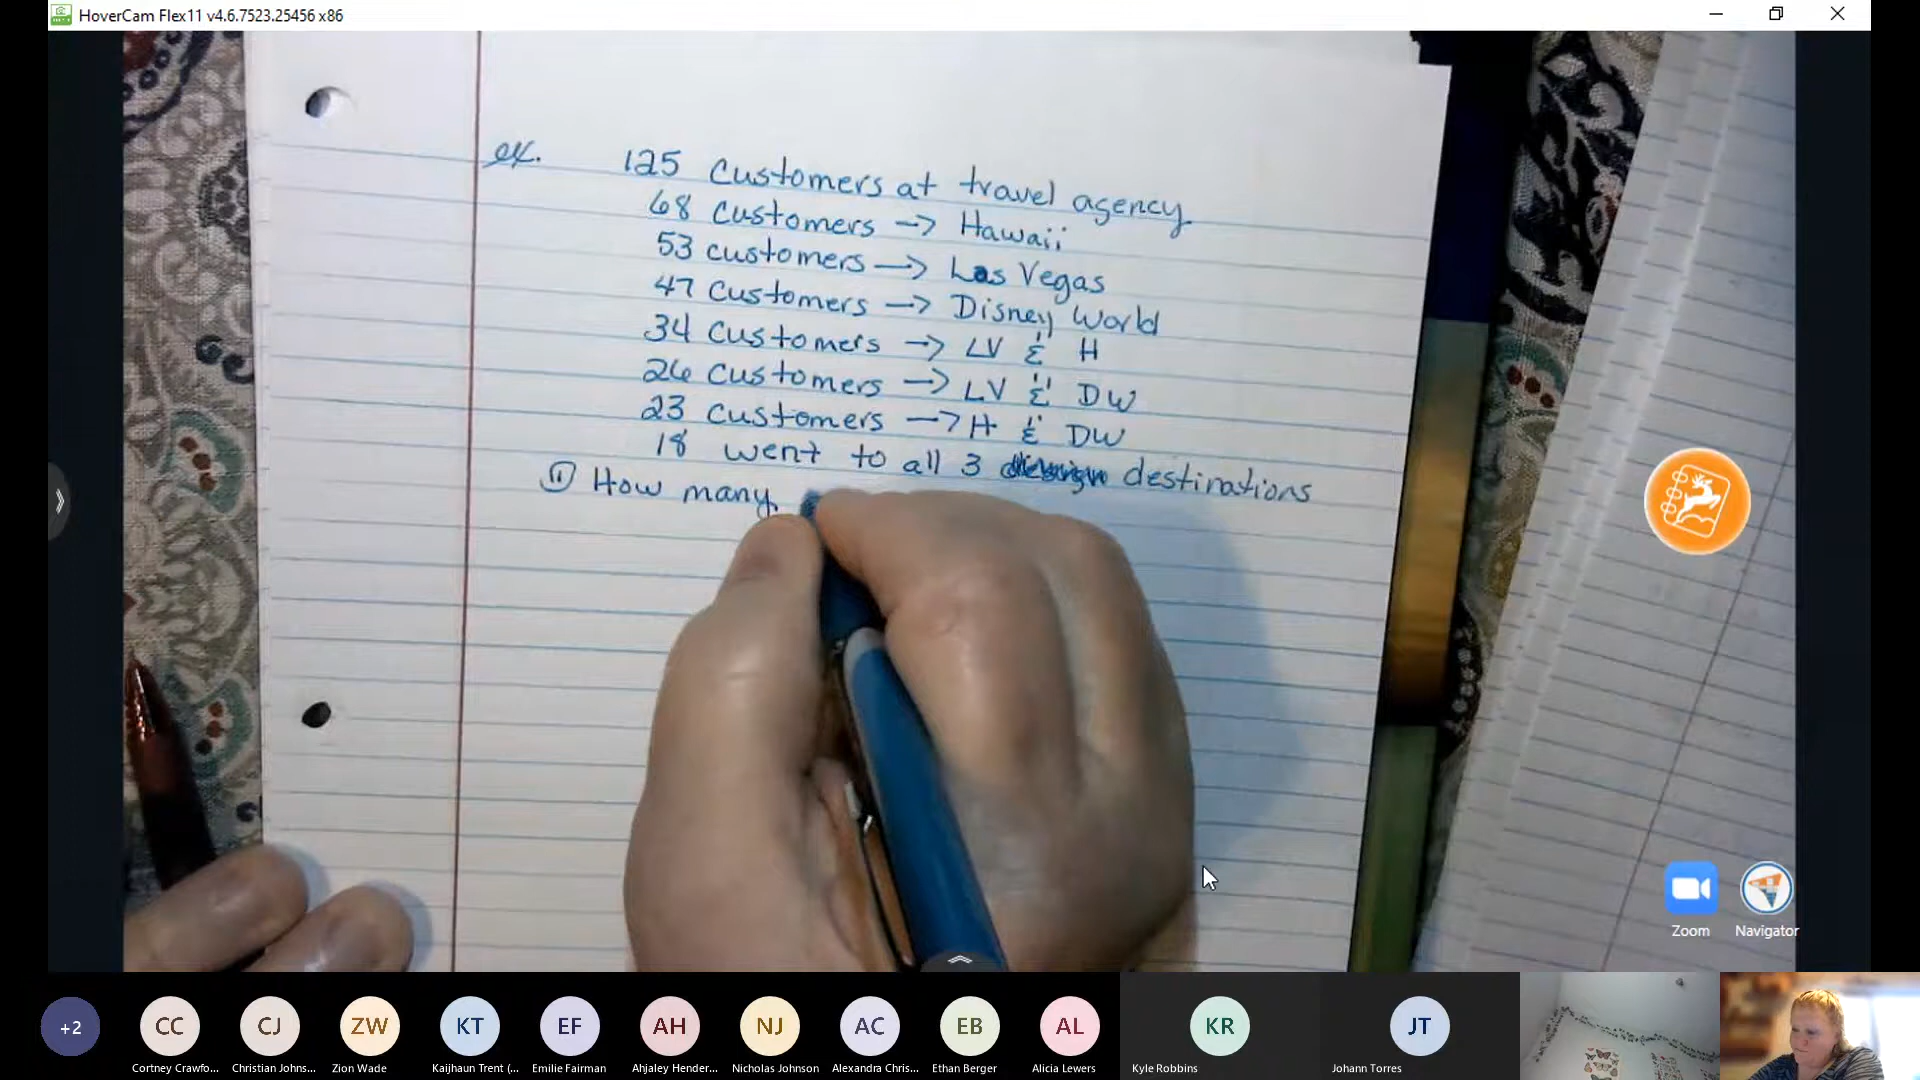 HoverCam Flex11 v4.6.7523.25456 x86
ex. 125 Customers at travel agency
68 Customers -> Hawaii
53 customers -> Las Vegas
47 Customers -> Disney World
34 Customers -> LV & H
26 Customers -> LV & DW
23 Customers -> H & DW
18 went to all 3 destinations
① How many
Zoom
Navigator
+2
CC
CJ
ZW
KT
EF
AH
NJ
AC
EB
AL
KR
JT
Cortney Crawfo...
Christian Johns...
Zion Wade
Kaijhaun Trent (...
Emilie Fairman
Ahjaley Hender...
Nicholas Johnson
Alexandra Chris...
Ethan Berger
Alicia Lewers
Kyle Robbins
Johann Torres